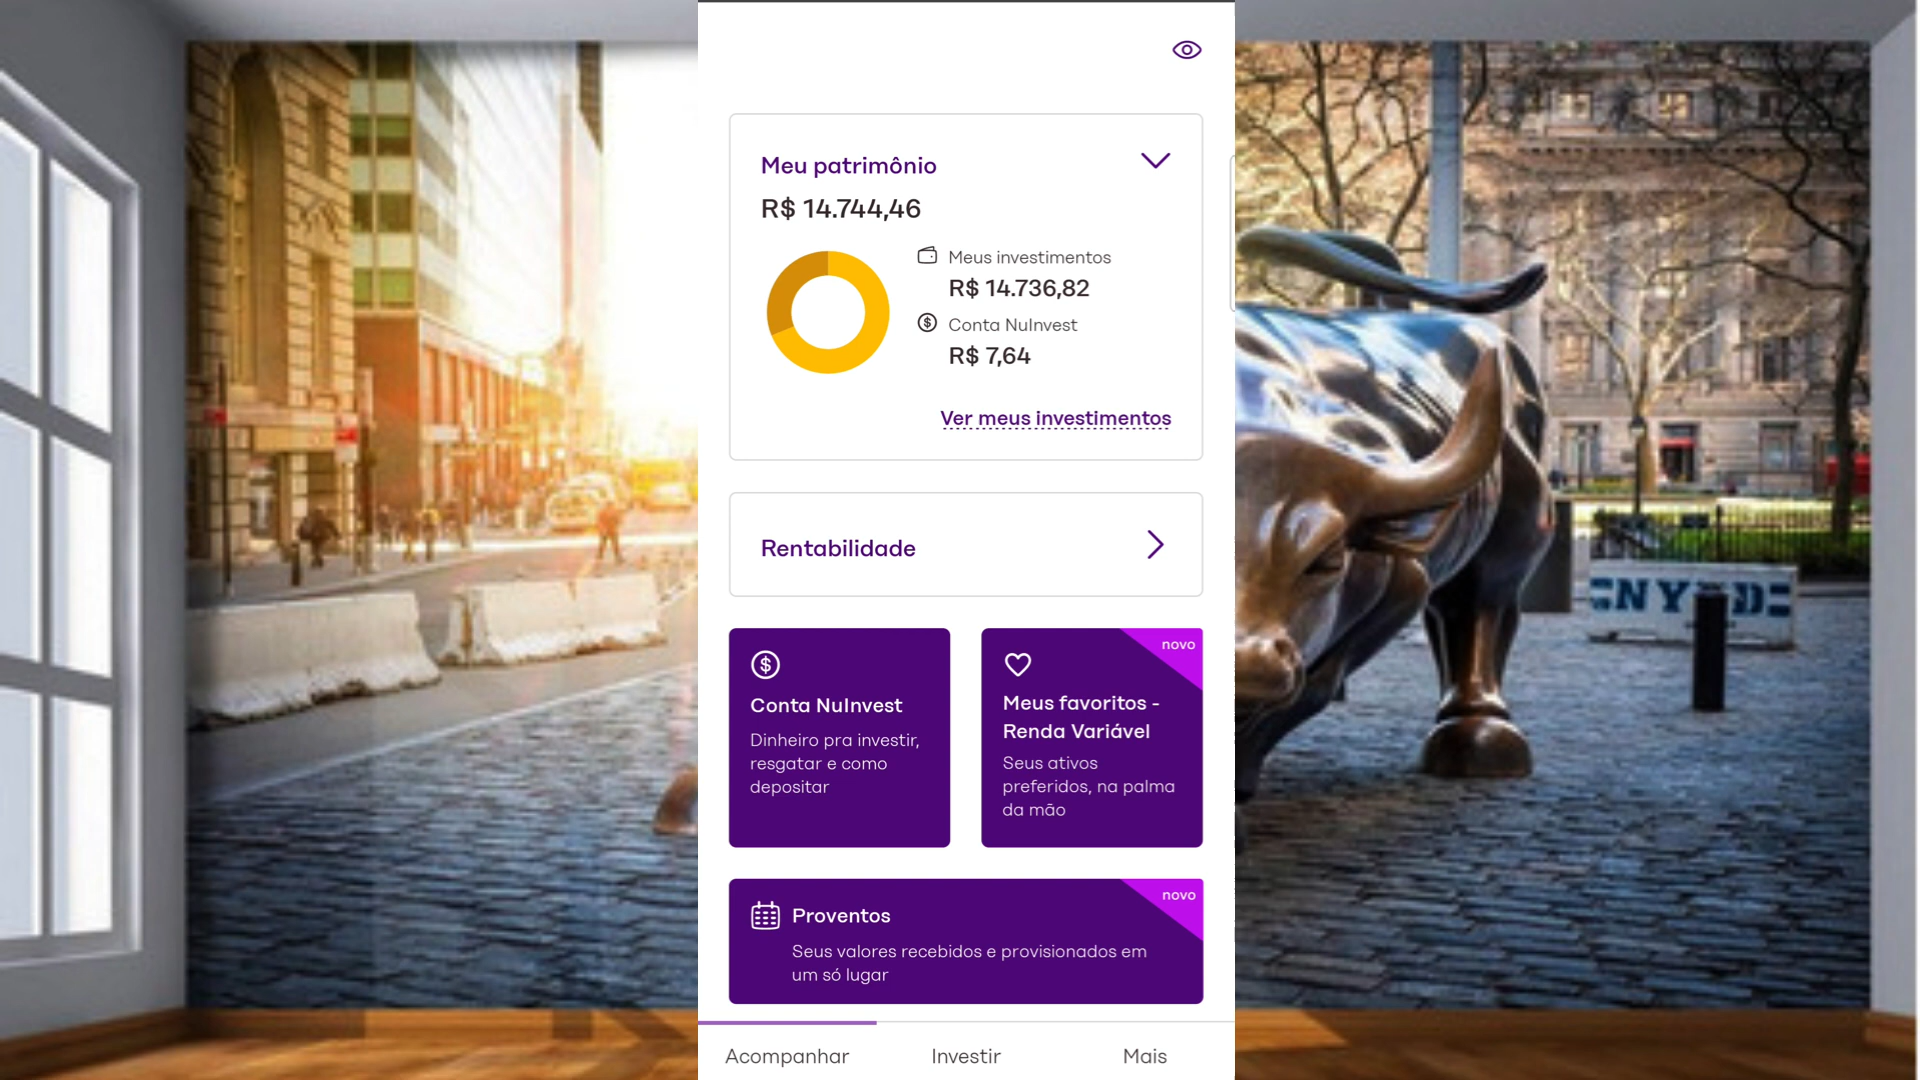 Meu patrimônio
R$ 14.744,46
Meus investimentos
R$ 14.736,82
Conta NuInvest
R$ 7,64
Ver meus investimentos
Rentabilidade
Conta NuInvest
Dinheiro pra investir,
resgatar e como
depositar
novo
Meus favoritos -
Renda Variável
Seus ativos
preferidos, na palma
da mão
novo
Proventos
Seus valores recebidos e provisionados em
um só lugar
Acompanhar
Investir
Mais
NYPD